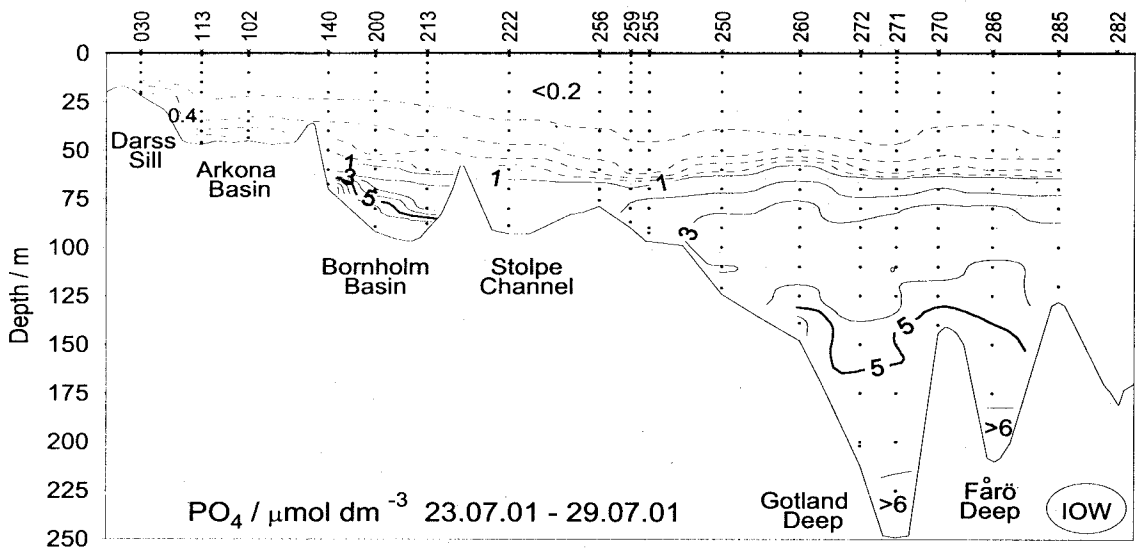 030 113 102 140 200 213 222 256 259 255 250 260 272 271 270 286 285 282
0
25
50
75
100
125
150
175
200
225
250
Depth / m
<0.2
0.4
Darss
Sill
Arkona
Basin
1
3
5
Bornholm
Basin
1
Stolpe
Channel
1
3
5
5
>6
>6
Gotland
Deep
Fårö
Deep
IOW
PO4 / μmol dm -3 23.07.01 - 29.07.01